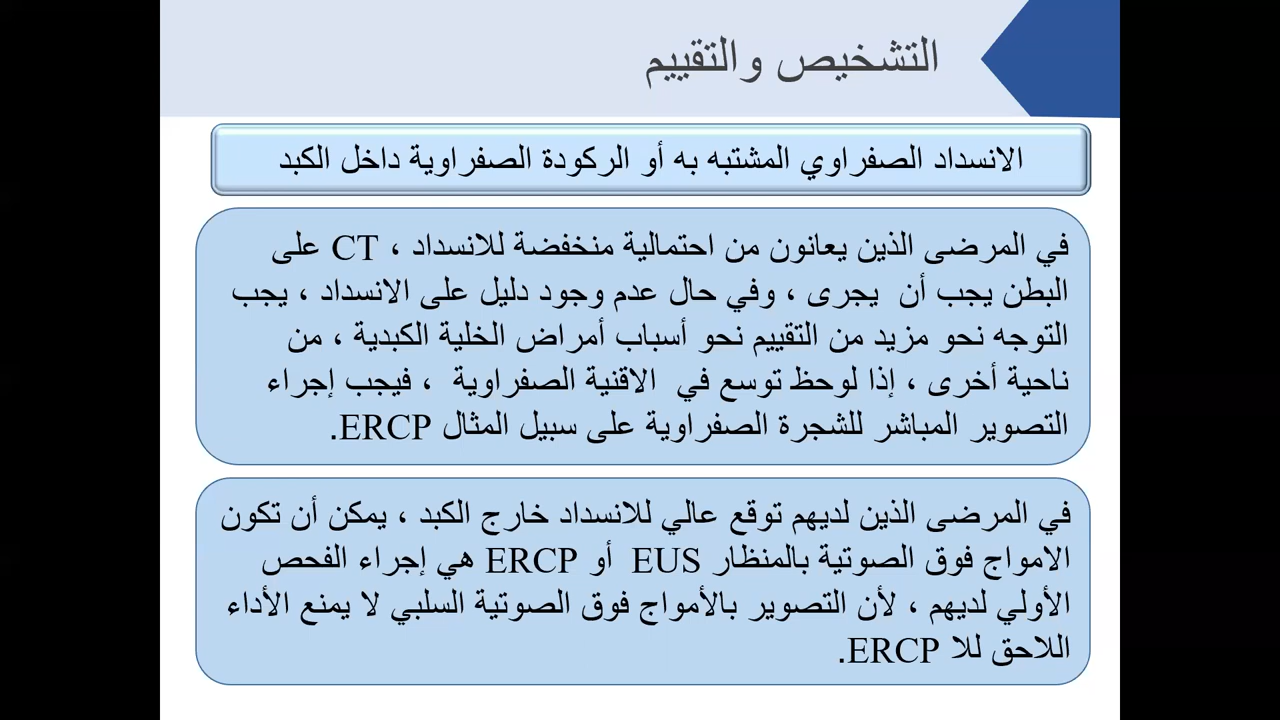 التشخيص والتقييم
الانسداد الصفراوي المشتبه به أو الركودة الصفراوية داخل الكبد
في المرضى الذين يعانون من احتمالية منخفضة للانسداد ، CT على
البطن يجب أن يجرى ، وفي حال عدم وجود دليل على الانسداد ، يجب
التوجه نحو مزيد من التقييم نحو أسباب أمراض الخلية الكبدية ، من
ناحية أخرى ، إذا لوحظ توسع في الاقنية الصفراوية ، فيجب إجراء
التصوير المباشر للشجرة الصفراوية على سبيل المثال ERCP.
في المرضى الذين لديهم توقع عالي للانسداد خارج الكبد ، يمكن أن تكون
الامواج فوق الصوتية بالمنظار EUS أو ERCP هي إجراء الفحص
الأولي لديهم ، لأن التصوير بالأمواج فوق الصوتية السلبي لا يمنع الأداء
اللاحق للا ERCP.